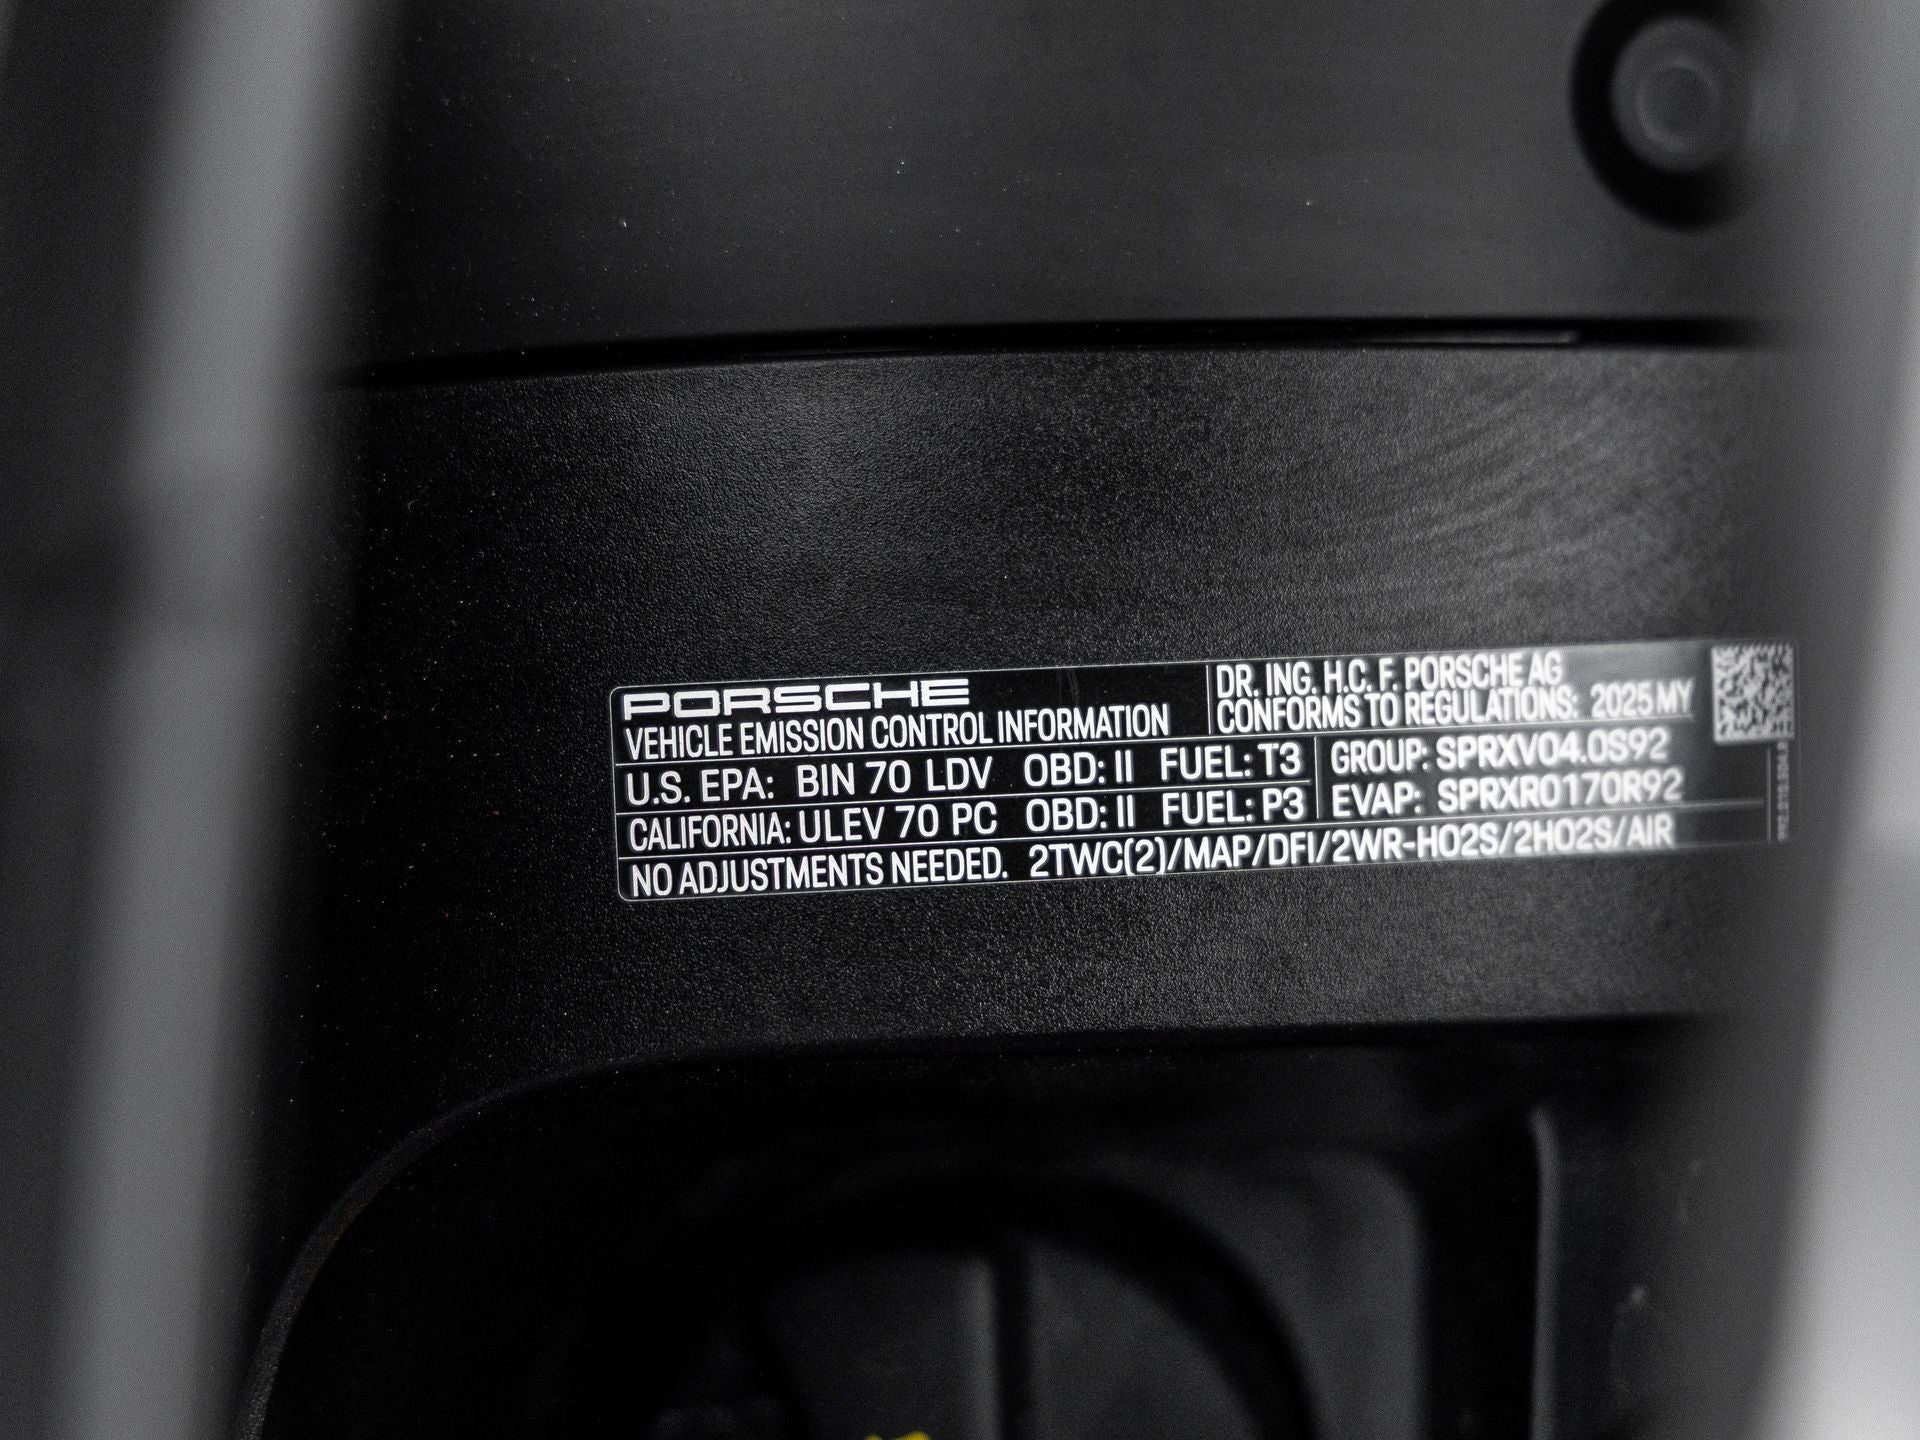 PORSCHE
VEHICLE EMISSION CONTROL INFORMATION
DR. ING. H.C. F. PORSCHE AG
CONFORMS TO REGULATIONS: 2025 MY
U.S. EPA: BIN 70 LDV OBD: II FUEL: T3
CALIFORNIA: ULEV 70 PC OBD: II FUEL: P3
GROUP: SPRXV04.0S92
EVAP: SPRXR0170R92
NO ADJUSTMENTS NEEDED. 2TWC(2)/MAP/DFI/2WR-HO2S/2HO2S/AIR